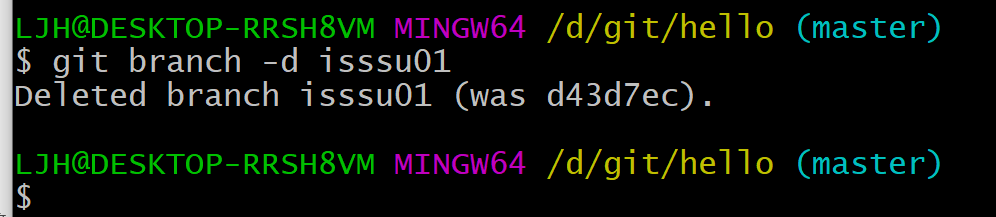 LJH@DESKTOP-RRSH8VM MINGW64 /d/git/hello (master)
$ git branch -d isssu01
Deleted branch isssu01 (was d43d7ec).
LJH@DESKTOP-RRSH8VM MINGW64 /d/git/hello (master)
$